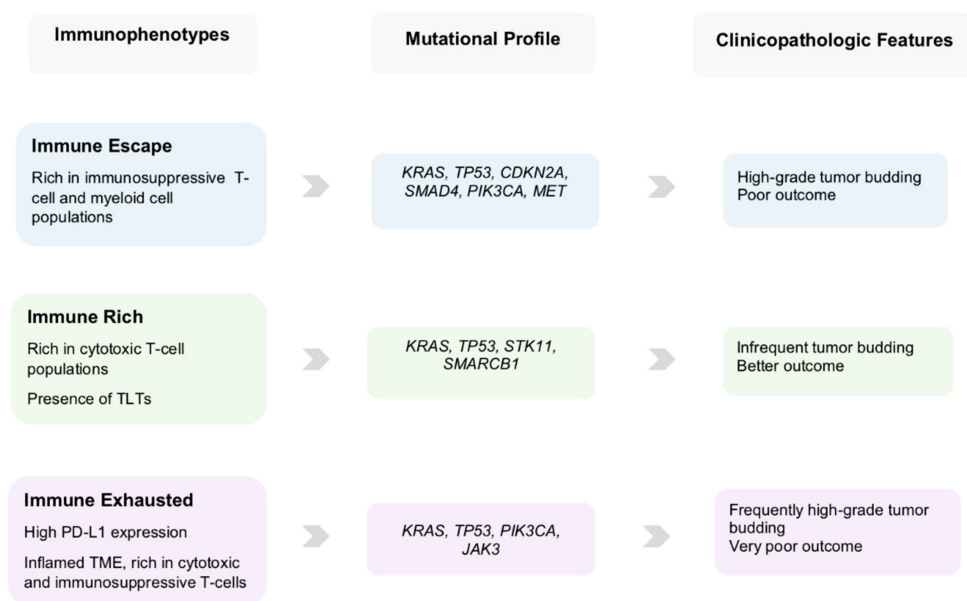 Immunophenotypes
Mutational Profile
Clinicopathologic Features
Immune Escape
Rich in immunosuppressive T-
cell and myeloid cell
populations
KRAS, TP53, CDKN2A,
SMAD4, PIK3CA, MET
High-grade tumor budding
Poor outcome
Immune Rich
Rich in cytotoxic T-cell
populations
Presence of TLTs
KRAS, TP53, STK11,
SMARCB1
Infrequent tumor budding
Better outcome
Immune Exhausted
High PD-L1 expression
Inflamed TME, rich in cytotoxic
and immunosuppressive T-cells
KRAS, TP53, PIK3CA,
JAK3
Frequently high-grade tumor
budding
Very poor outcome